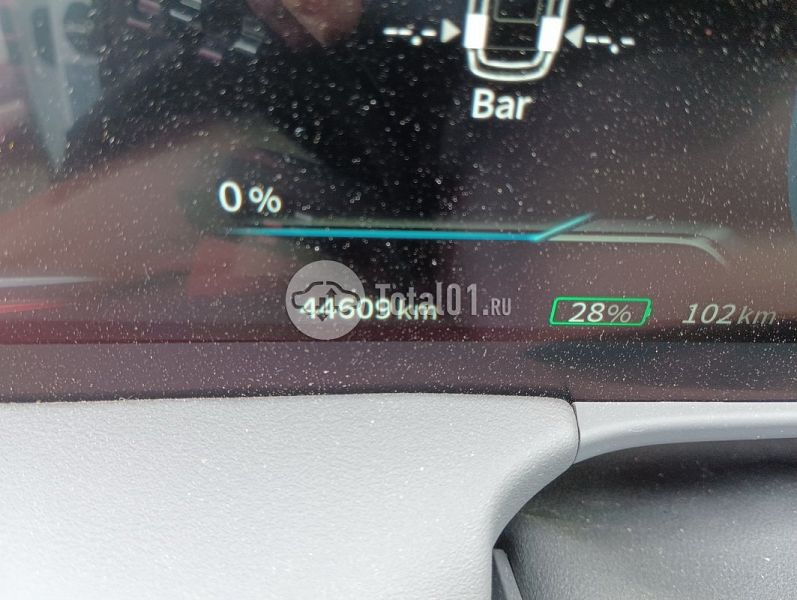 --.- --.-
Bar
0 %
44609 km Total01.RU 28% 102 km